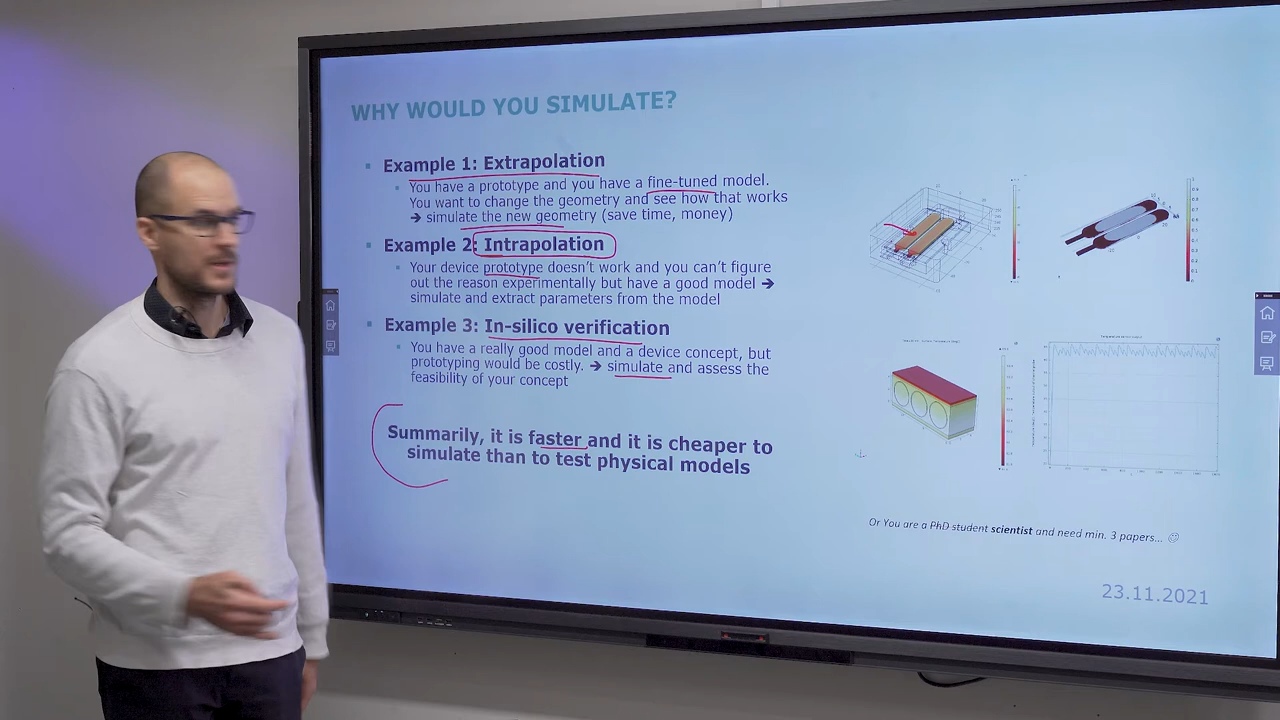 WHY WOULD YOU SIMULATE?
Example 1: Extrapolation
You have a prototype and you have a fine-tuned model.
You want to change the geometry and see how that works
→ simulate the new geometry (save time, money)
Example 2: Intrapolation
Your device prototype doesn't work and you can't figure
out the reason experimentally but have a good model →
simulate and extract parameters from the model
Example 3: In-silico verification
You have a really good model and a device concept, but
prototyping would be costly. → simulate and assess the
feasibility of your concept
Summarily, it is faster and it is cheaper to
simulate than to test physical models
Or You are a PhD student scientist and need min. 3 papers... ☺
23.11.2021